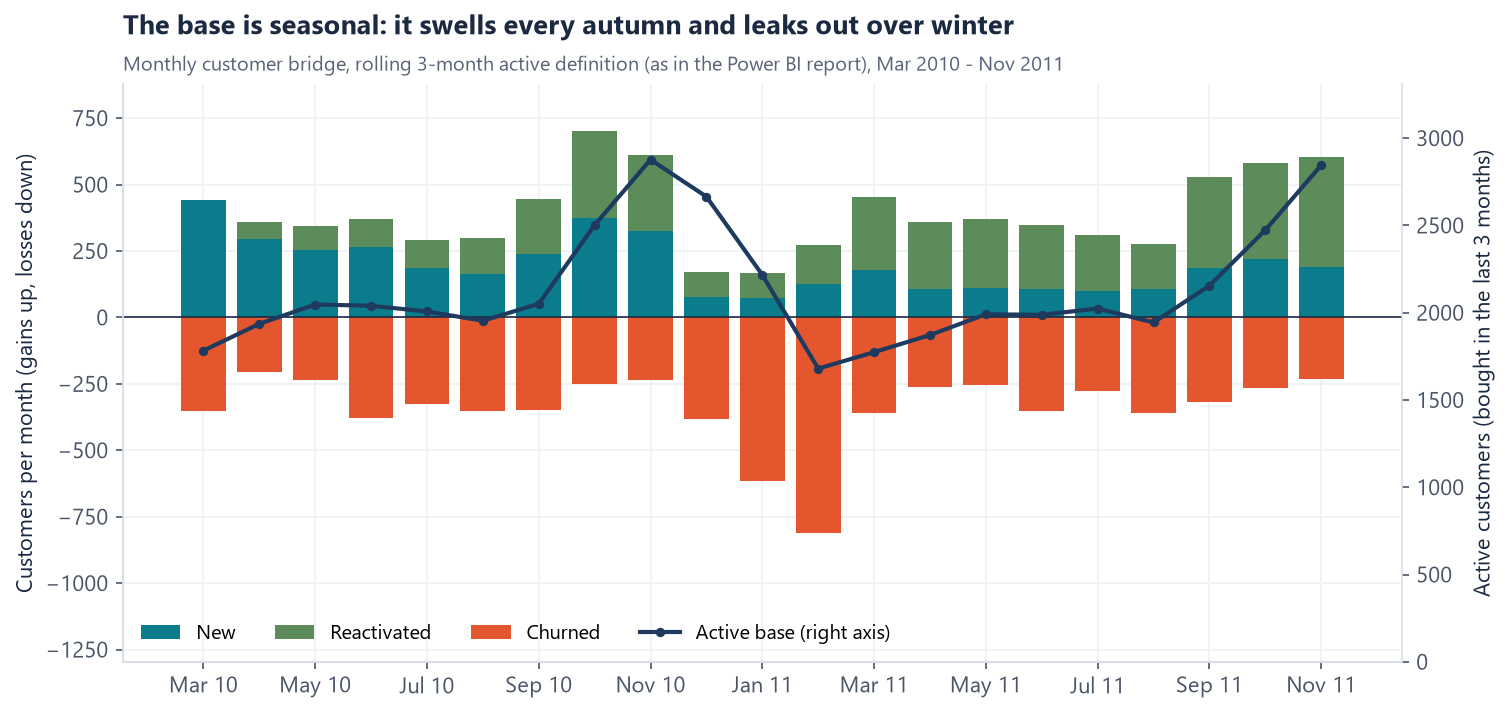 The base is seasonal: it swells every autumn and leaks out over winter
Monthly customer bridge, rolling 3-month active definition (as in the Power BI report), Mar 2010 - Nov 2011
Customers per month (gains up, losses down)
750
500
250
0
−250
−500
−750
−1000
−1250
3000
2500
2000
1500
1000
500
0
Active customers (bought in the last 3 months)
New
Reactivated
Churned
Active base (right axis)
Mar 10
May 10
Jul 10
Sep 10
Nov 10
Jan 11
Mar 11
May 11
Jul 11
Sep 11
Nov 11